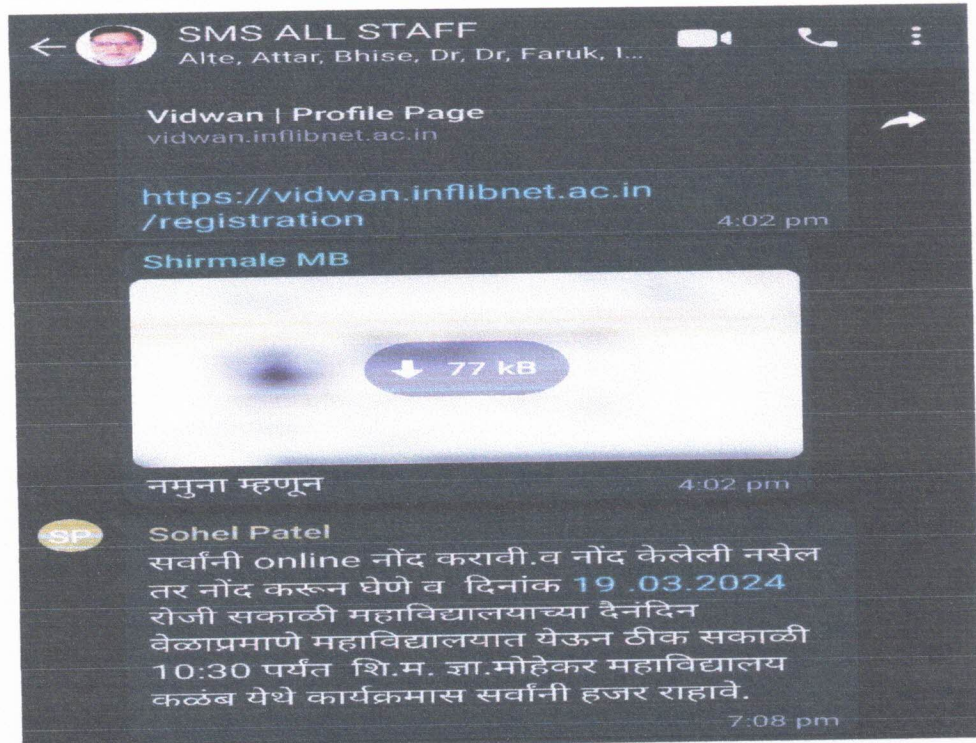 SMS ALL STAFF
Alte, Attar, Bhise, Dr, Dr, Faruk, I...
Vidwan | Profile Page
vidwan.inflibnet.ac.in
https://vidwan.inflibnet.ac.in
/registration
4:02 pm
Shirmale MB
77 kB
नमुना म्हणून
4:02 pm
SP
Sohel Patel
सर्वांनी online नोंद करावी.व नोंद केलेली नसेल
तर नोंद करून घेणे व दिनांक 19 .03.2024
रोजी सकाळी महाविद्यालयाच्या दैनंदिन
वेळाप्रमाणे महाविद्यालयात येऊन ठीक सकाळी
10:30 पर्यंत शि.म. ज्ञा.मोहेकर महाविद्यालय
कळंब येथे कार्यक्रमास सर्वांनी हजर राहावे.
7:08 pm